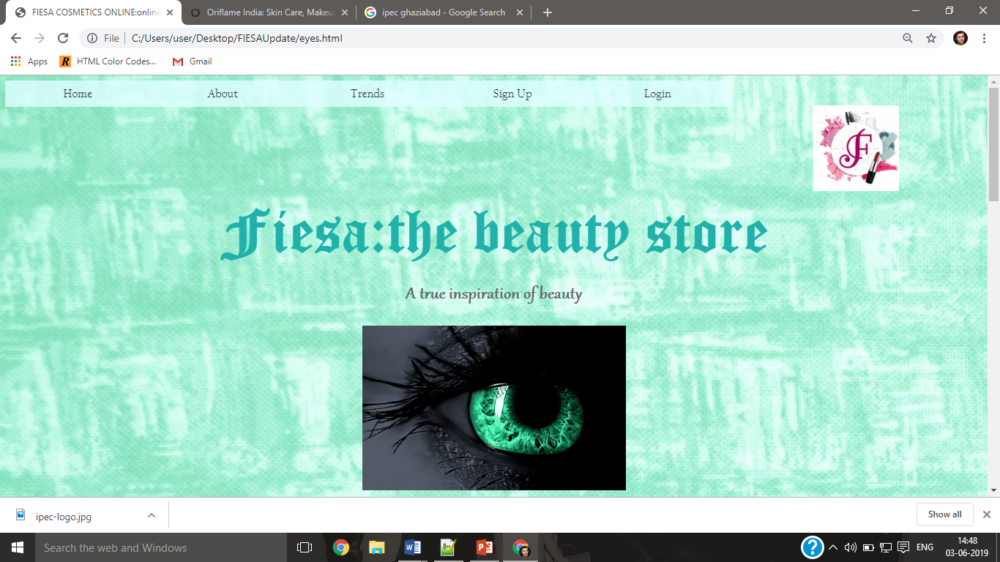 FIESA COSMETICS ONLINE:online
Oriflame India: Skin Care, Makeup
ipec ghaziabad - Google Search
File
C:/Users/user/Desktop/FIESAUpdate/eyes.html
Apps
R
HTML Color Codes...
Gmail
Home
About
Trends
Sign Up
Login
F
Fiesa:the beauty store
A true inspiration of beauty
ipec-logo.jpg
Show all
Search the web and Windows
ENG
14:48
03-06-2019